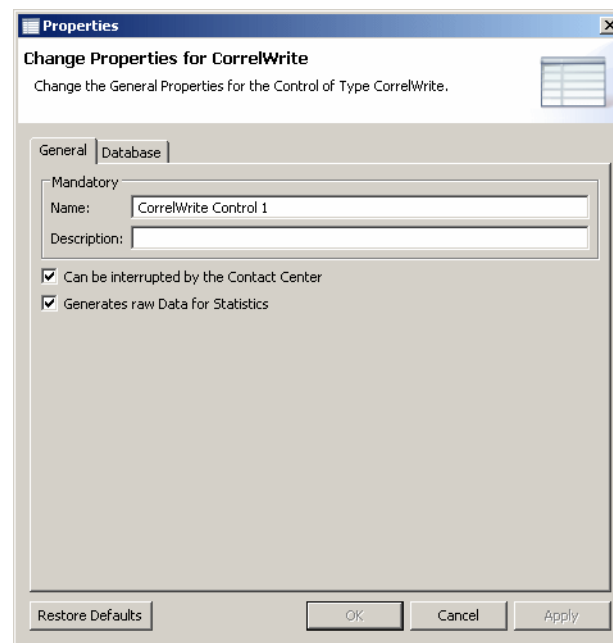 Properties
Change Properties for CorrelWrite
Change the General Properties for the Control of Type CorrelWrite.
General Database
Mandatory
Name: CorrelWrite Control 1
Description:
Can be interrupted by the Contact Center
Generates raw Data for Statistics
Restore Defaults OK Cancel Apply